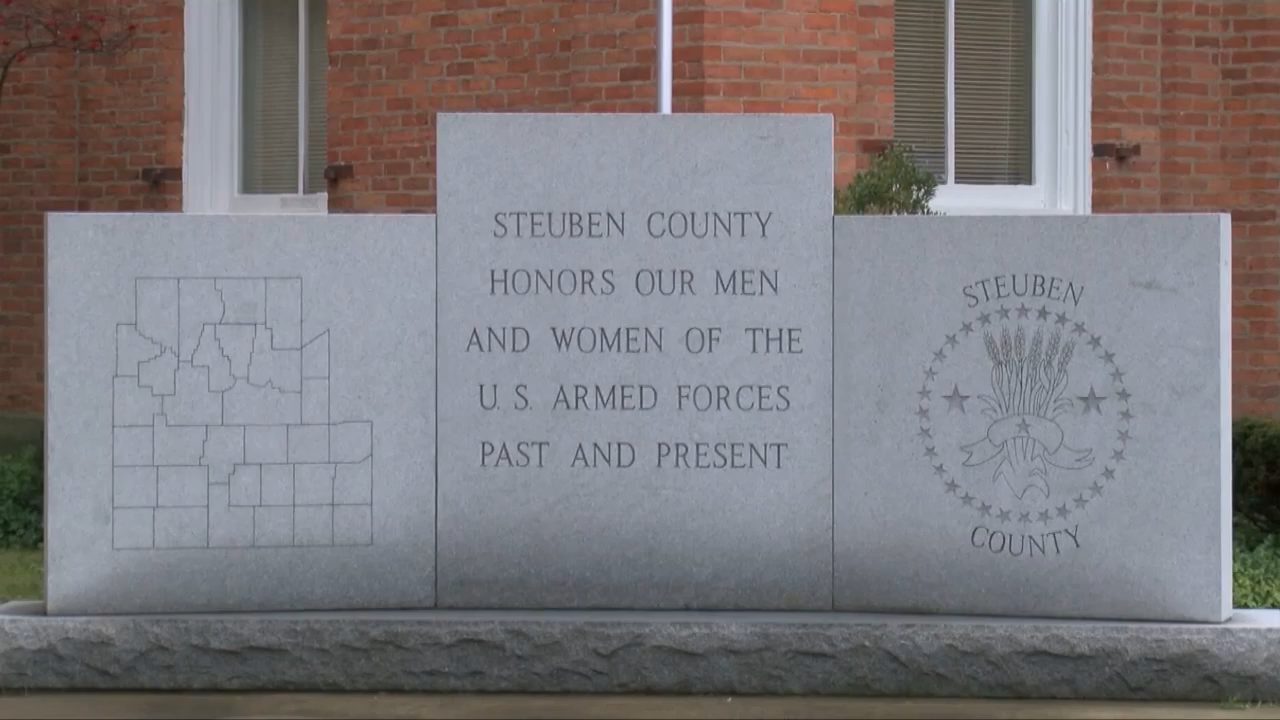 STEUBEN COUNTY
HONORS OUR MEN
AND WOMEN OF THE
U. S. ARMED FORCES
PAST AND PRESENT
STEUBEN
COUNTY